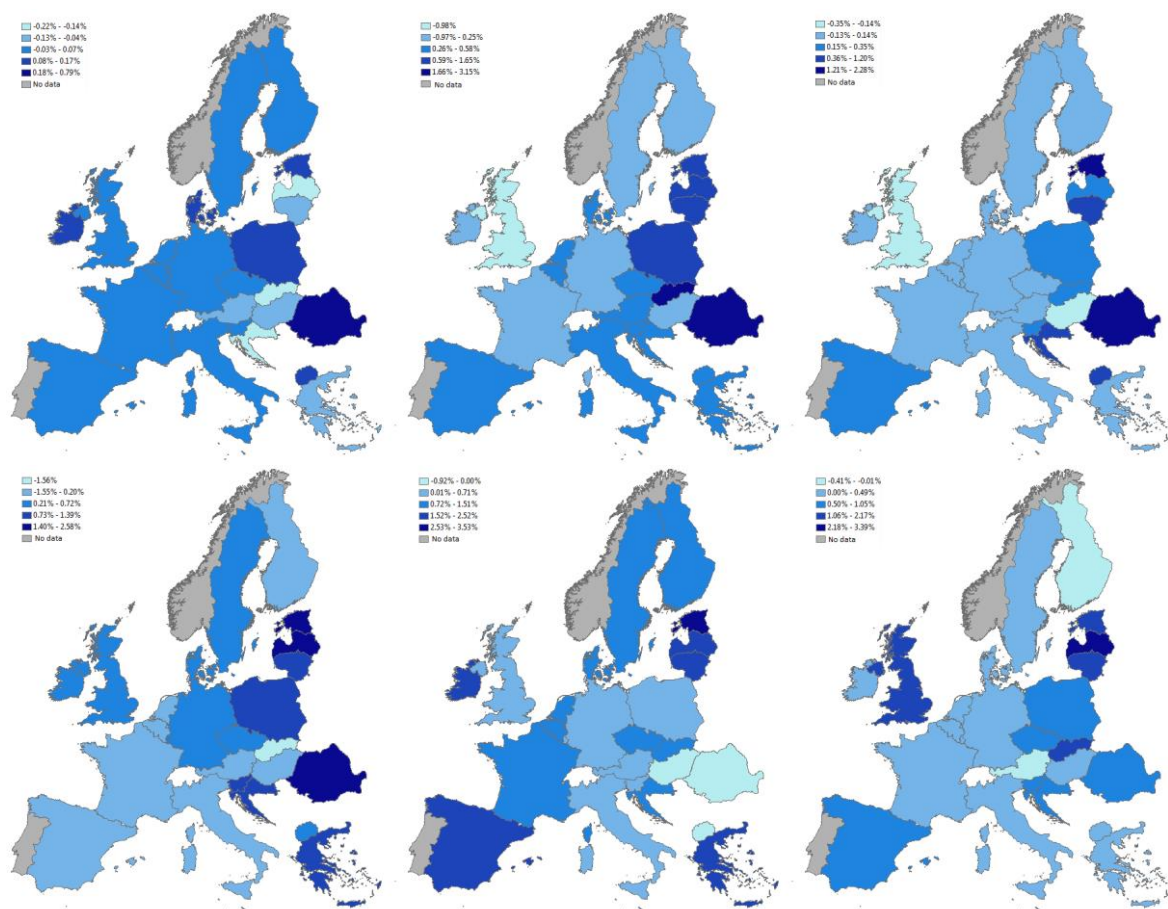 -0.22% - -0.14%
-0.13% - -0.04%
-0.03% - 0.07%
0.08% - 0.17%
0.18% - 0.79%
No data
-0.98%
-0.97% - 0.25%
0.26% - 0.58%
0.59% - 1.65%
1.66% - 3.15%
No data
-0.35% - -0.14%
-0.13% - 0.14%
0.15% - 0.35%
0.36% - 1.20%
1.21% - 2.28%
No data
-1.56%
-1.55% - 0.20%
0.21% - 0.72%
0.73% - 1.39%
1.40% - 2.58%
No data
-0.92% - 0.00%
0.01% - 0.71%
0.72% - 1.51%
1.52% - 2.52%
2.53% - 3.53%
No data
-0.41% - -0.01%
0.00% - 0.49%
0.50% - 1.05%
1.06% - 2.17%
2.18% - 3.39%
No data